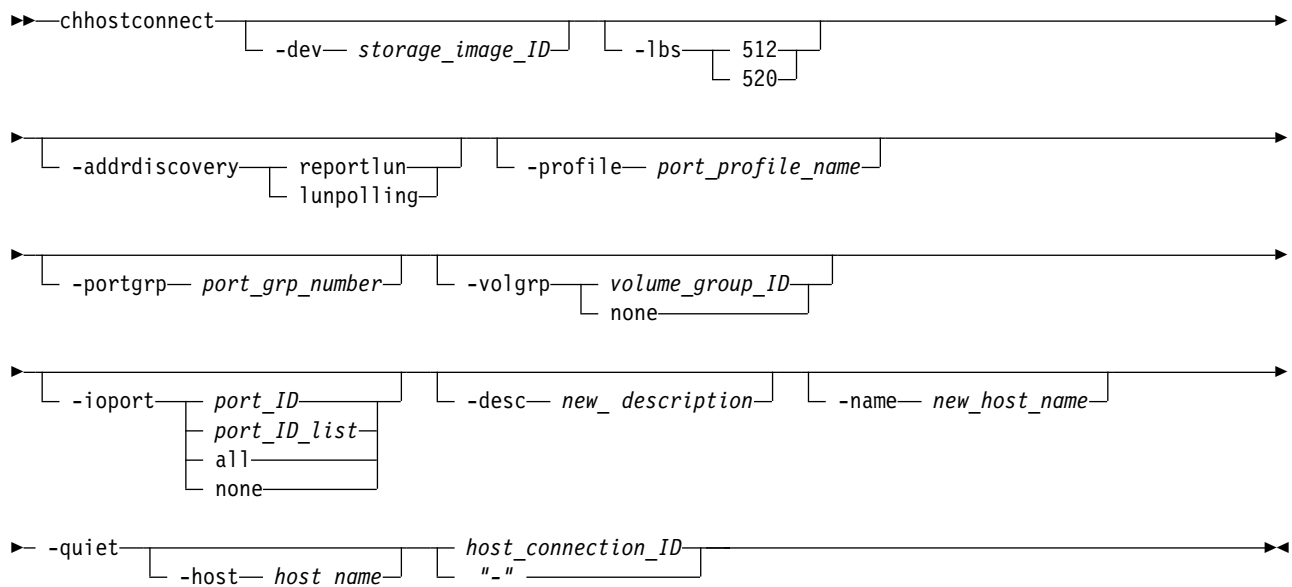 chhostconnect
-dev storage_image_ID -lbs 512
520
-addrdiscovery reportlun -profile port_profile_name
lunpolling
-portgrp port_grp_number -volgrp volume_group_ID
none
-ioport port_ID -desc new_ description -name new_host_name
port_ID_list
all
none
-quiet host_connection_ID
-host host_name "-"